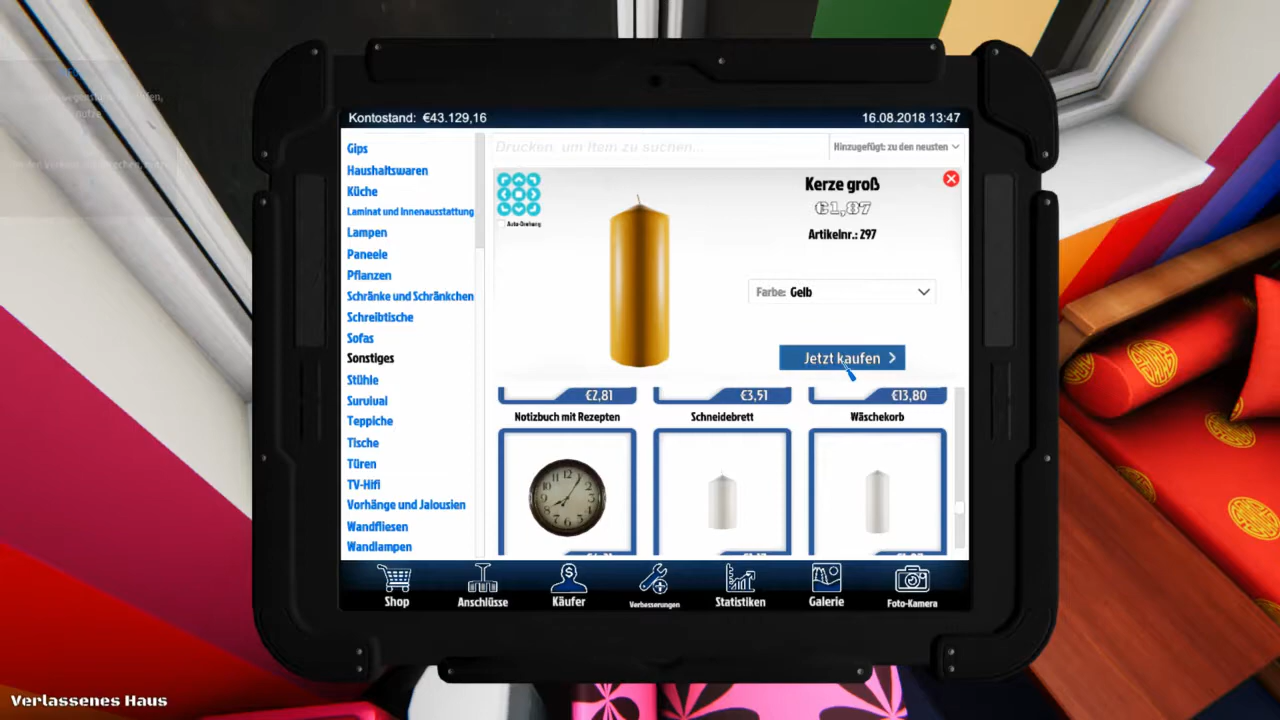 Kontostand: €43.129,16
16.08.2018 13:47
Gips
Haushaltswaren
Küche
Laminat und Innenausstattung
Lampen
Paneele
Pflanzen
Schränke und Schränkchen
Schreibtische
Sofas
Sonstiges
Stühle
Survival
Teppiche
Tische
Türen
TV-Hifi
Vorhänge und Jalousien
Wandfliesen
Wandlampen
Drucken, um Item zu suchen...
Hinzugefügt: zu den neusten
Auto-Drehung
Kerze groß
€1,87
Artikelnr.: 297
Farbe: Gelb
Jetzt kaufen
€2,81
€3,51
€13,80
Notizbuch mit Rezepten
Schneidebrett
Wäschekorb
Shop
Anschlüsse
Käufer
Verbesserungen
Statistiken
Galerie
Foto-Kamera
Verlassenes Haus